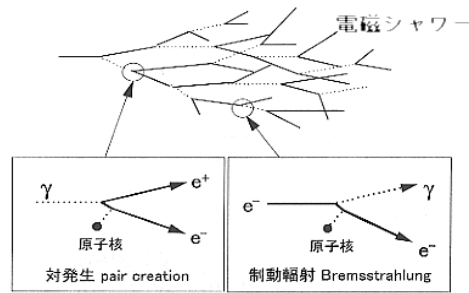 電磁シャワー
γ
e⁺
e⁻
原子核
対発生 pair creation
e⁻
γ
e⁻
原子核
制動輻射 Bremsstrahlung